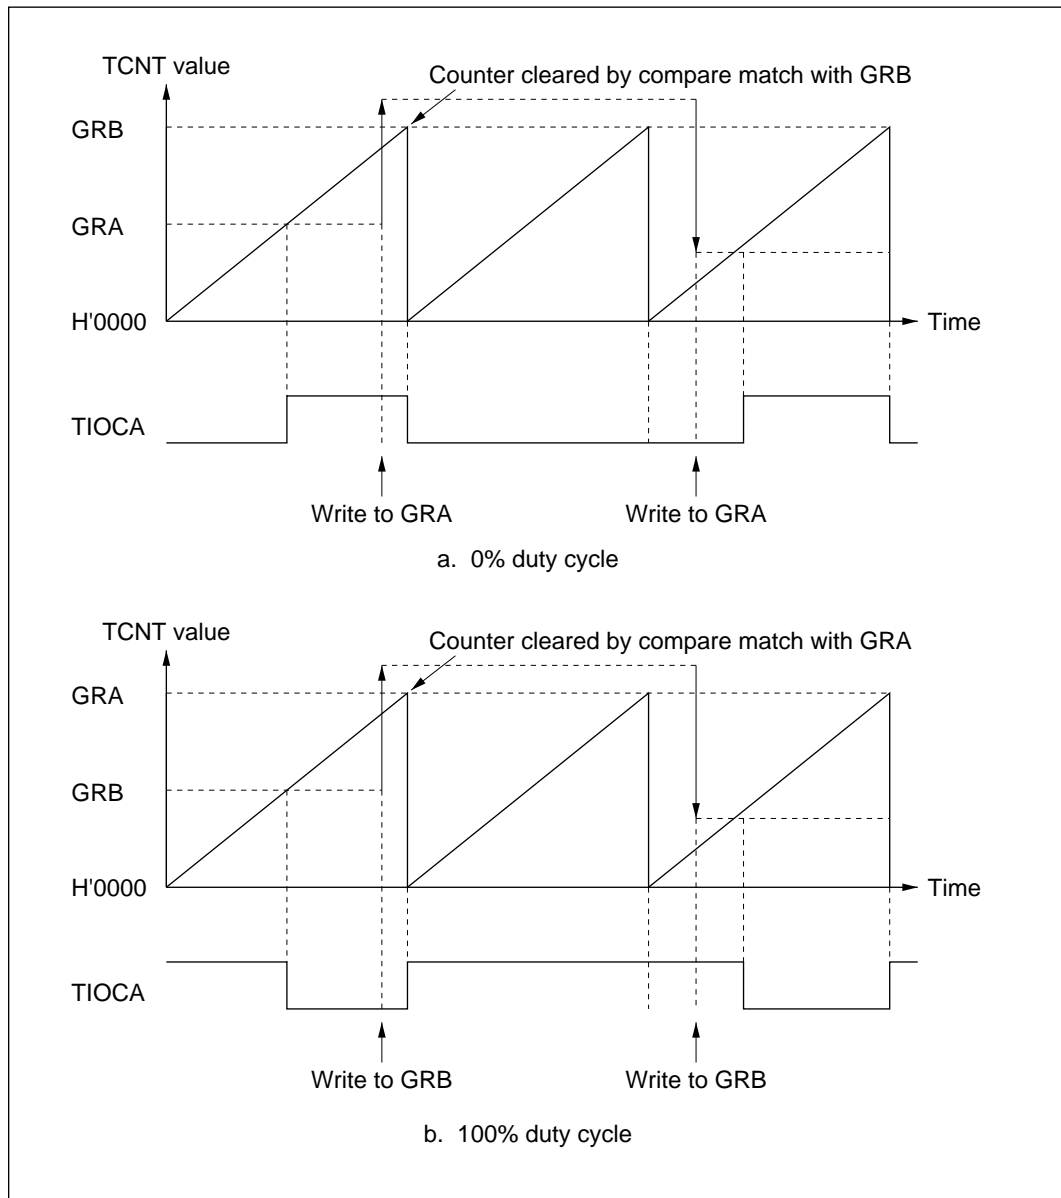 TCNT value
Counter cleared by compare match with GRB
GRB
GRA
H'0000
Time
TIOCA
Write to GRA
Write to GRA
a. 0% duty cycle
TCNT value
Counter cleared by compare match with GRA
GRA
GRB
H'0000
Time
TIOCA
Write to GRB
Write to GRB
b. 100% duty cycle